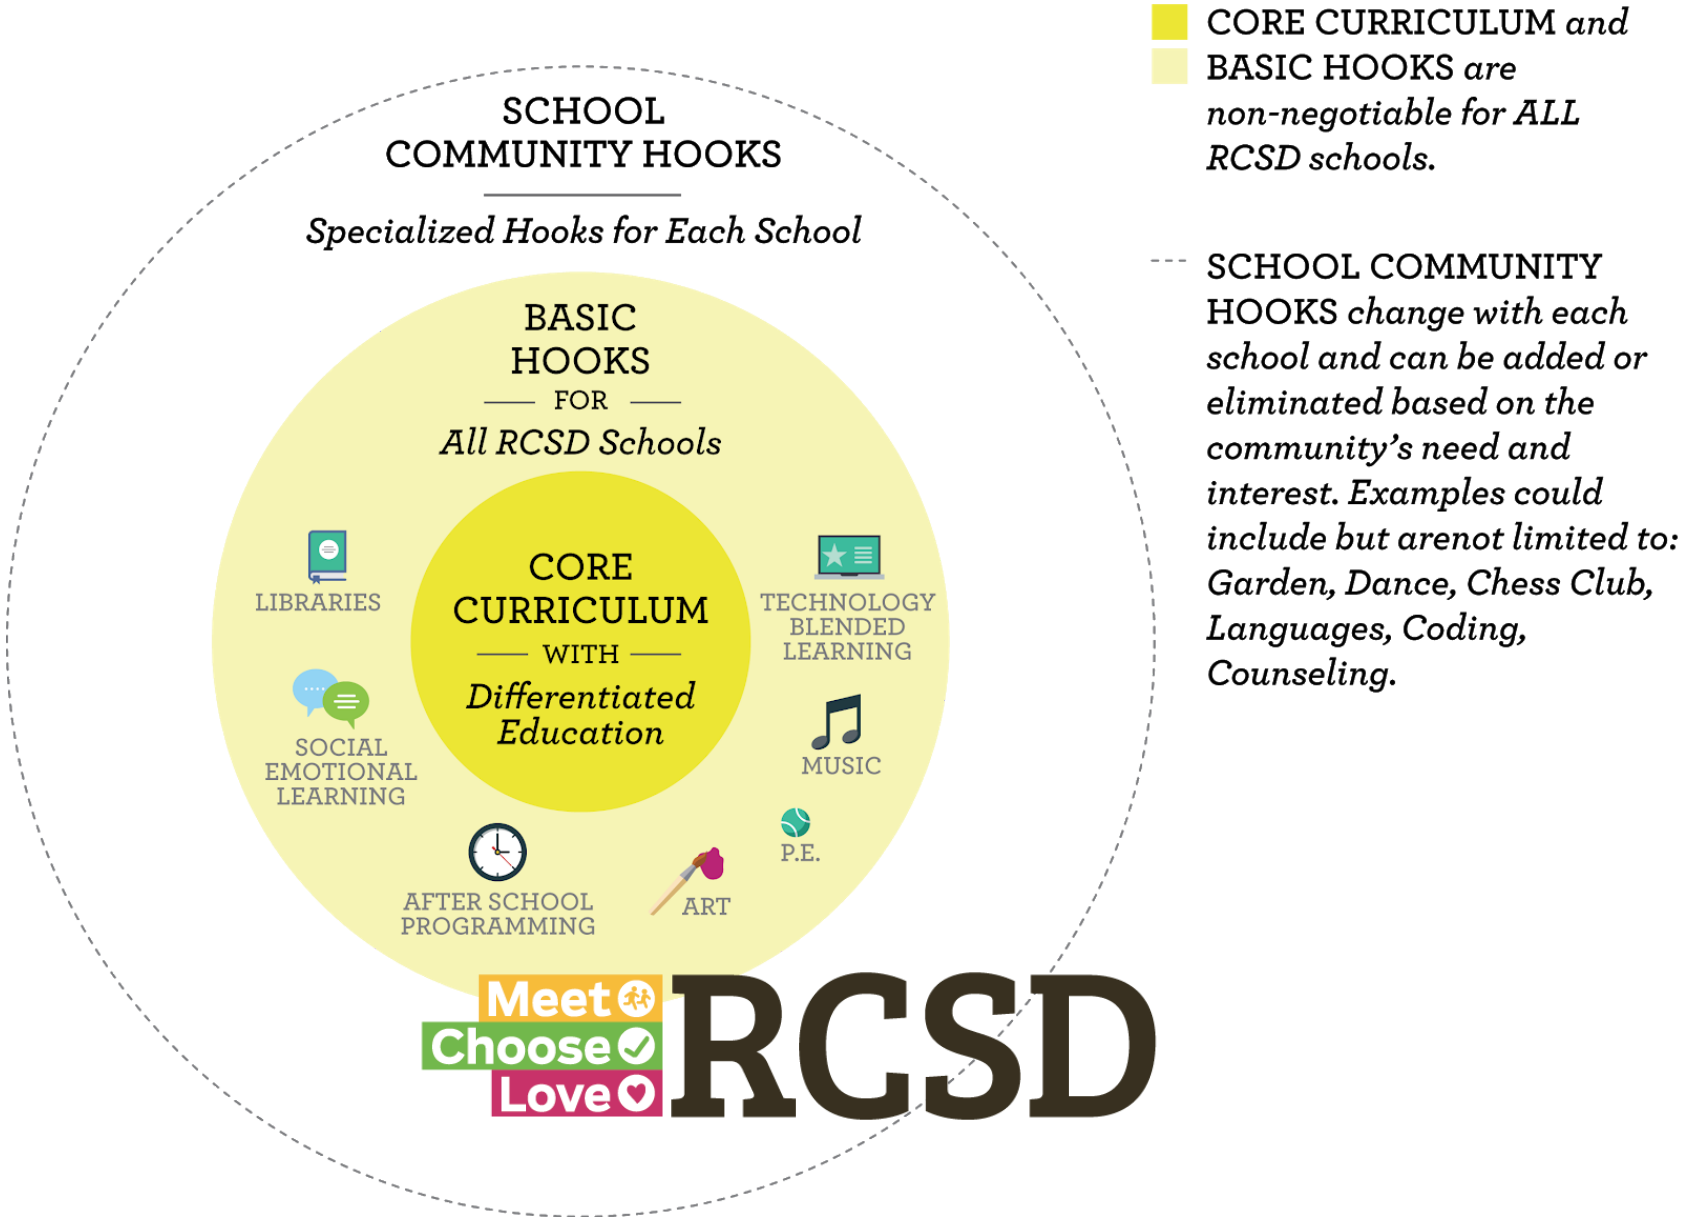 SCHOOL
COMMUNITY HOOKS
Specialized Hooks for Each School
BASIC
HOOKS
FOR
All RCSD Schools
CORE
CURRICULUM
WITH
Differentiated
Education
LIBRARIES
SOCIAL
EMOTIONAL
LEARNING
AFTER SCHOOL
PROGRAMMING
ART
P.E.
MUSIC
TECHNOLOGY
BLENDED
LEARNING
Meet
Choose
Love
RCSD
CORE CURRICULUM and
BASIC HOOKS are
non-negotiable for ALL
RCSD schools.
SCHOOL COMMUNITY
HOOKS change with each
school and can be added or
eliminated based on the
community's need and
interest. Examples could
include but arenot limited to:
Garden, Dance, Chess Club,
Languages, Coding,
Counseling.